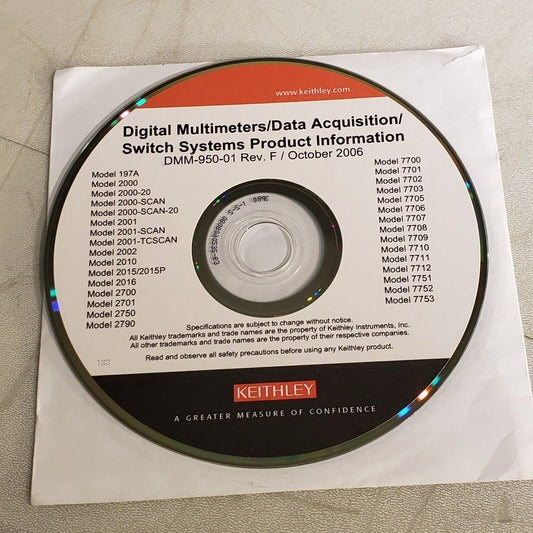 www.keithley.com
Digital Multimeters/Data Acquisition/
Switch Systems Product Information
DMM-950-01 Rev. F / October 2006
Model 197A
Model 2000
Model 2000-20
Model 2000-SCAN
Model 2000-SCAN-20
Model 2001
Model 2001-SCAN
Model 2001-TCSCAN
Model 2002
Model 2010
Model 2015/2015P
Model 2016
Model 2700
Model 2701
Model 2750
Model 2790
Model 7700
Model 7701
Model 7702
Model 7703
Model 7705
Model 7706
Model 7707
Model 7708
Model 7709
Model 7710
Model 7711
Model 7712
Model 7751
Model 7752
Model 7753
Specifications are subject to change without notice.
All Keithley trademarks and trade names are the property of Keithley Instruments, Inc.
All other trademarks and trade names are the property of their respective companies.
Read and observe all safety precautions before using any Keithley product.
KEITHLEY
A GREATER MEASURE OF CONFIDENCE